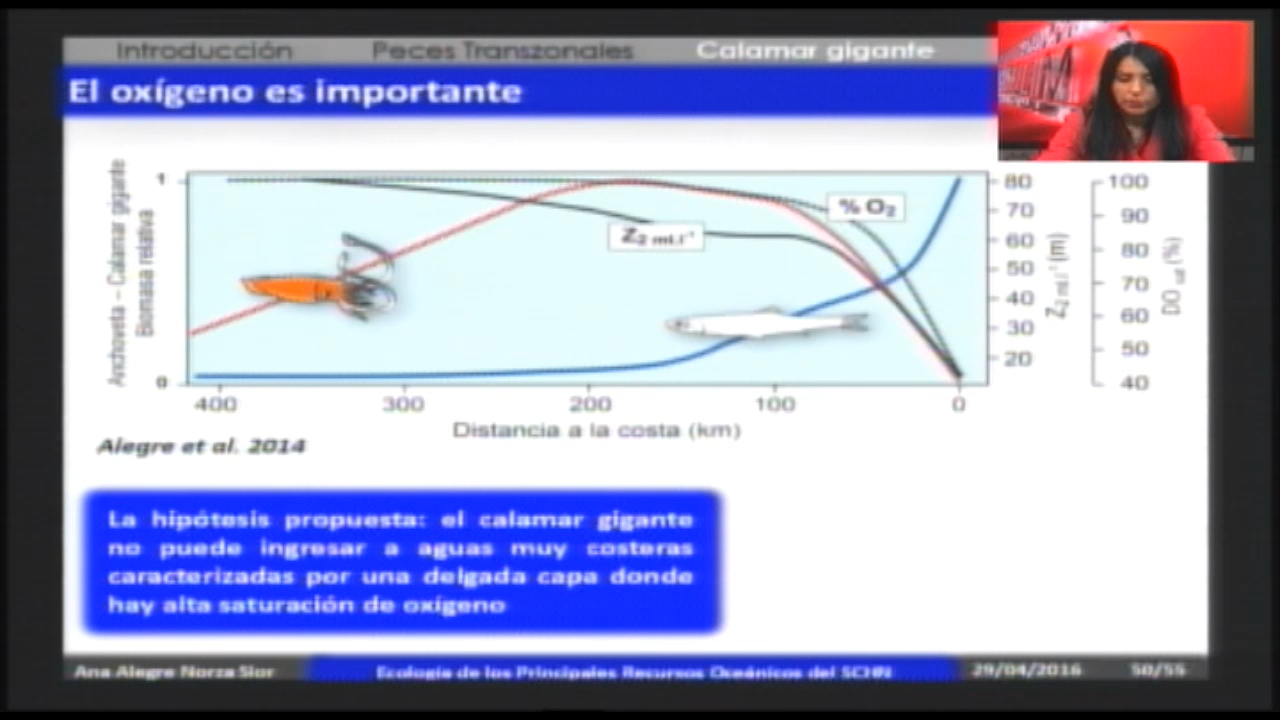 Introducción Peces Transzonales Calamar gigante
El oxígeno es importante
Anchoveta – Calamar gigante
Biomasa relativa
1
0
% O2
Z2 ml.l-1
80
70
60
50
40
30
20
Z2 ml.l-1 (m)
100
90
80
70
60
50
40
DO sat (%)
400 300 200 100 0
Distancia a la costa (km)
Alegre et al. 2014
La hipótesis propuesta: el calamar gigante
no puede ingresar a aguas muy costeras
caracterizadas por una delgada capa donde
hay alta saturación de oxígeno
Ana Alegre Norza Sior Ecología de los Principales Recursos Oceánicos del SCHN 29/04/2016 50/55